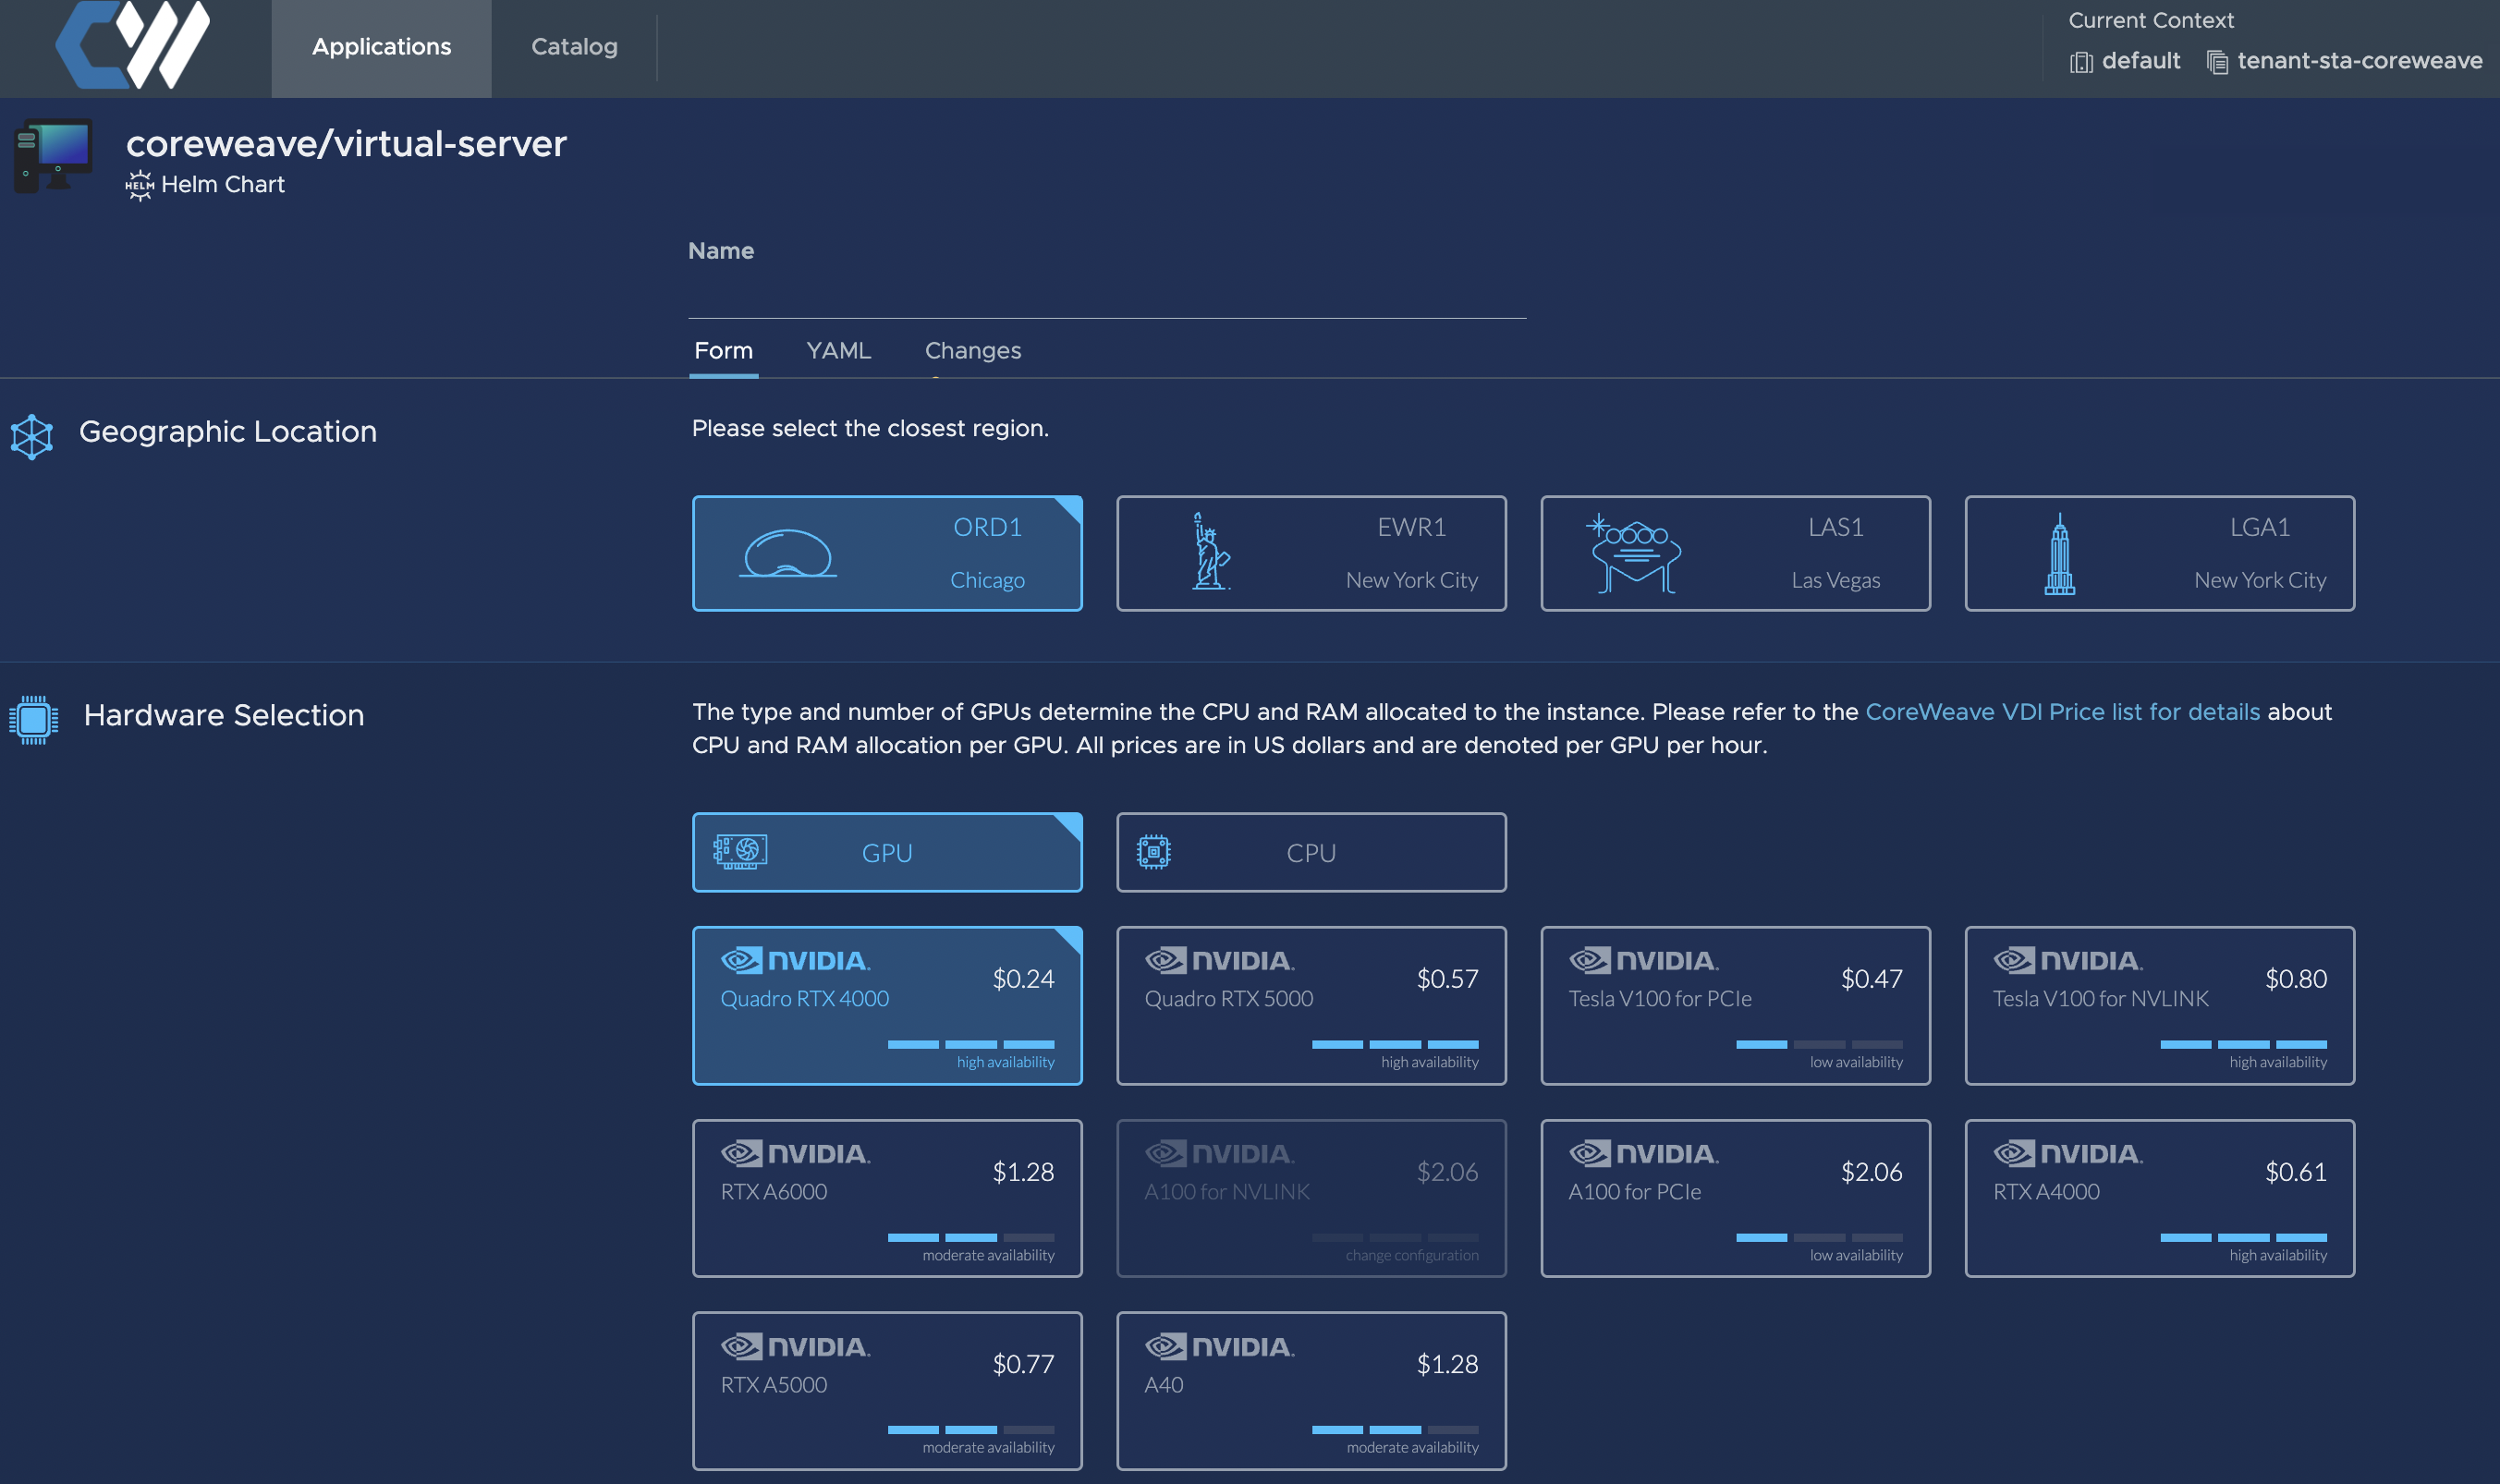 CW
Applications
Catalog
Current Context
default
tenant-sta-coreweave
coreweave/virtual-server
HELM Helm Chart
Name
Form
YAML
Changes
Geographic Location
Please select the closest region.
ORD1
Chicago
EWR1
New York City
LAS1
Las Vegas
LGA1
New York City
Hardware Selection
The type and number of GPUs determine the CPU and RAM allocated to the instance. Please refer to the CoreWeave VDI Price list for details about
CPU and RAM allocation per GPU. All prices are in US dollars and are denoted per GPU per hour.
GPU
CPU
NVIDIA.
$0.24
Quadro RTX 4000
high availability
NVIDIA.
$0.57
Quadro RTX 5000
high availability
NVIDIA.
$0.47
Tesla V100 for PCIe
low availability
NVIDIA.
$0.80
Tesla V100 for NVLINK
high availability
NVIDIA.
$1.28
RTX A6000
moderate availability
NVIDIA.
$2.06
A100 for NVLINK
change configuration
NVIDIA.
$2.06
A100 for PCIe
low availability
NVIDIA.
$0.61
RTX A4000
high availability
NVIDIA.
$0.77
RTX A5000
moderate availability
NVIDIA.
$1.28
A40
moderate availability